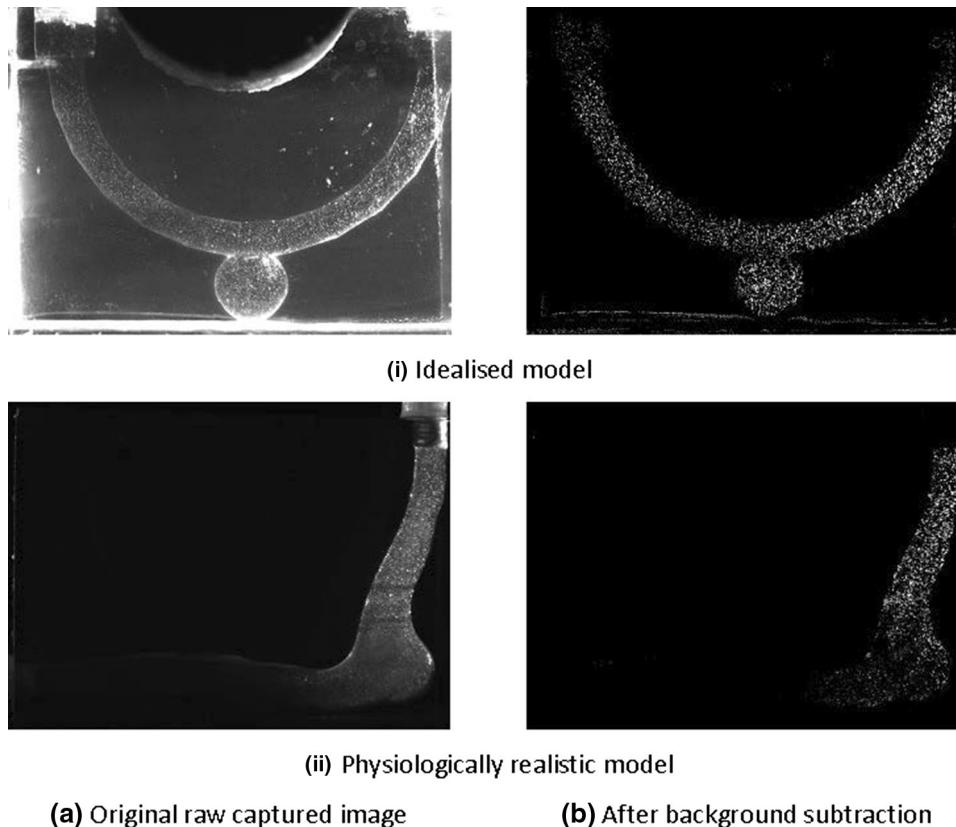 (i) Idealised model
(ii) Physiologically realistic model
(a) Original raw captured image
(b) After background subtraction